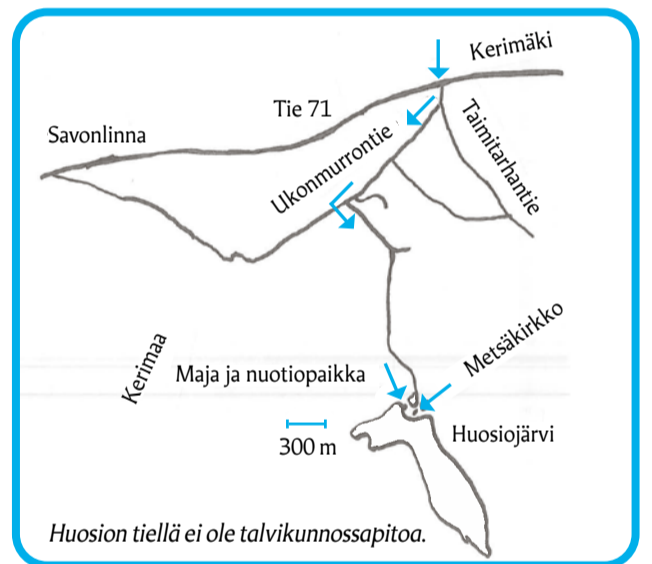 Kerimäki
Tie 71
Taimitarhantie
Savonlinna
Ukonmurrontie
Metsäkirkko
Kerimaa
Maja ja nuotiopaikka
300 m
Huosiojärvi
Huosion tiellä ei ole talvikunnossapitoa.